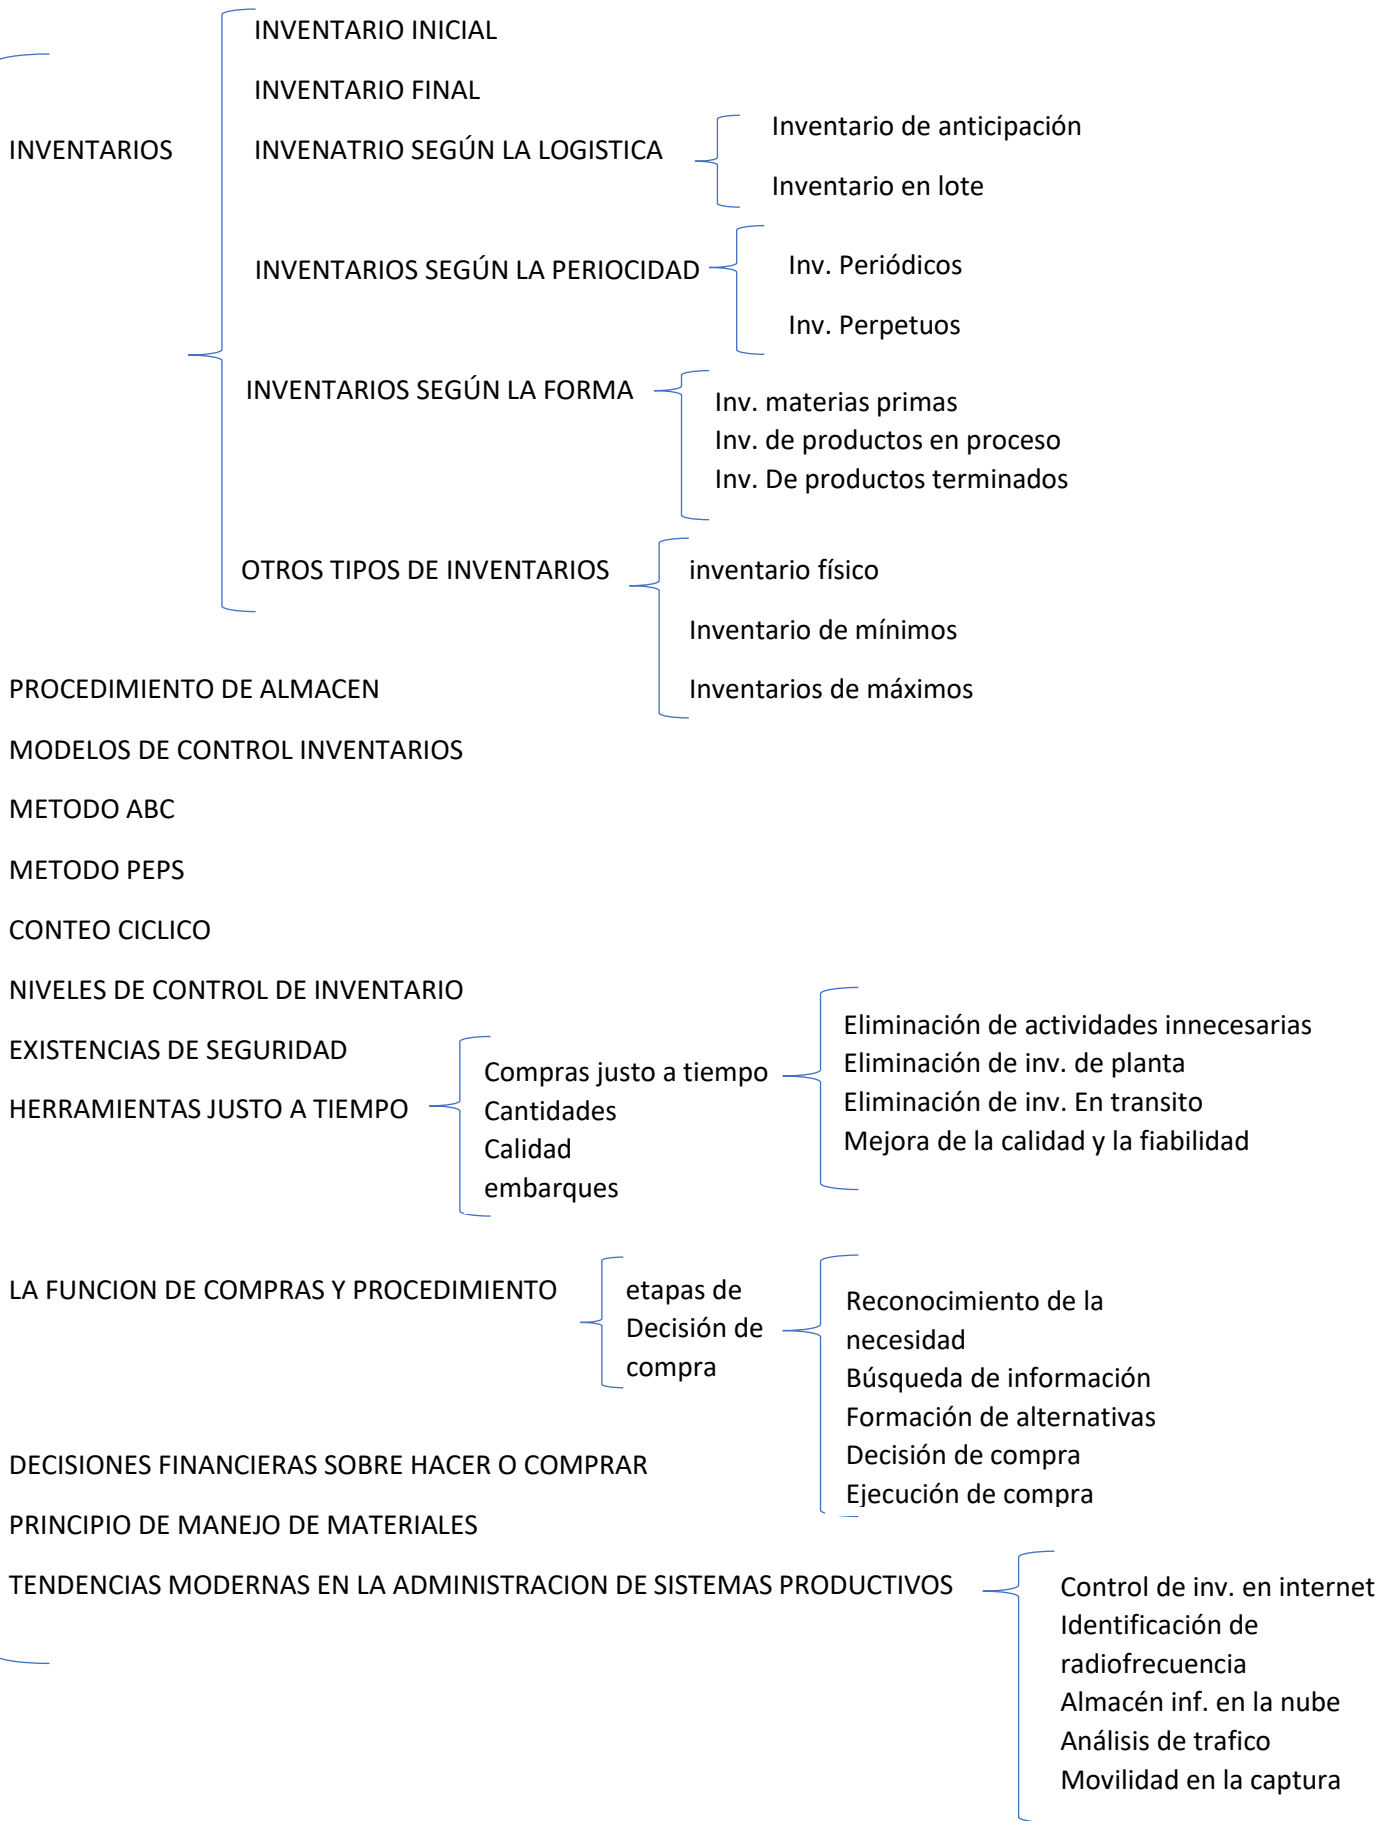 INVENTARIO INICIAL
INVENTARIO FINAL
INVENTARIOS
INVENATRIO SEGÚN LA LOGISTICA
Inventario de anticipación
Inventario en lote
INVENTARIOS SEGÚN LA PERIOCIDAD
Inv. Periódicos
Inv. Perpetuos
INVENTARIOS SEGÚN LA FORMA
Inv. materias primas
Inv. de productos en proceso
Inv. De productos terminados
OTROS TIPOS DE INVENTARIOS
inventario físico
Inventario de mínimos
Inventarios de máximos
PROCEDIMIENTO DE ALMACEN
MODELOS DE CONTROL INVENTARIOS
METODO ABC
METODO PEPS
CONTEO CICLICO
NIVELES DE CONTROL DE INVENTARIO
EXISTENCIAS DE SEGURIDAD
HERRAMIENTAS JUSTO A TIEMPO
Compras justo a tiempo
Cantidades
Calidad
embarques
Eliminación de actividades innecesarias
Eliminación de inv. de planta
Eliminación de inv. En transito
Mejora de la calidad y la fiabilidad
LA FUNCION DE COMPRAS Y PROCEDIMIENTO
etapas de
Decisión de
compra
Reconocimiento de la
necesidad
Búsqueda de información
Formación de alternativas
Decisión de compra
Ejecución de compra
DECISIONES FINANCIERAS SOBRE HACER O COMPRAR
PRINCIPIO DE MANEJO DE MATERIALES
TENDENCIAS MODERNAS EN LA ADMINISTRACION DE SISTEMAS PRODUCTIVOS
Control de inv. en internet
Identificación de
radiofrecuencia
Almacén inf. en la nube
Análisis de trafico
Movilidad en la captura